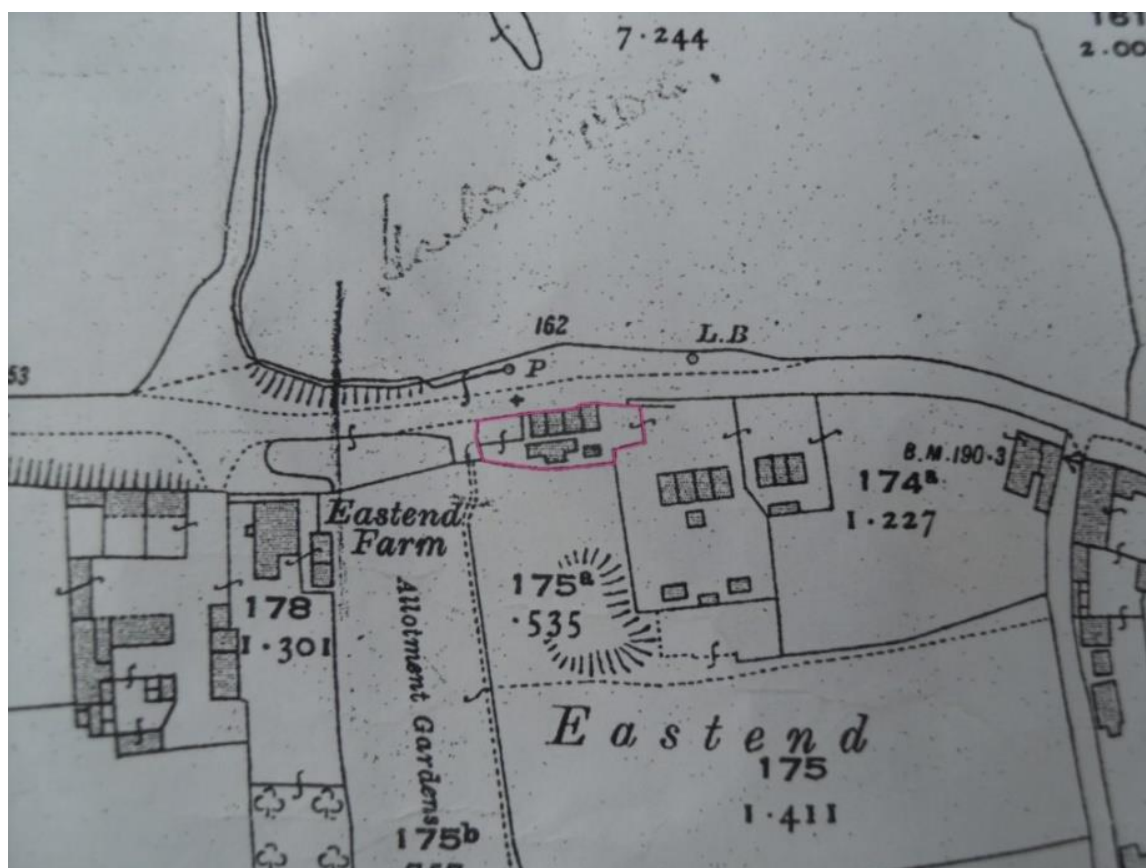 7·244
2.00
162
L.B
53
P
B.M.190·3
174ª
1·227
Eastend
Farm
175ª
·535
178
1·301
Allotment Gardens
Eastend
175
1·411
175ᵇ